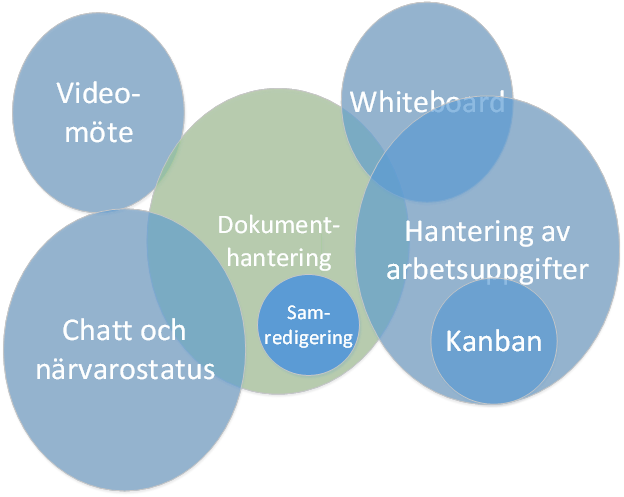 Video-
möte
Whiteboard
Dokument-
hantering
Hantering av
arbetsuppgifter
Sam-
redigering
Kanban
Chatt och
närvarostatus